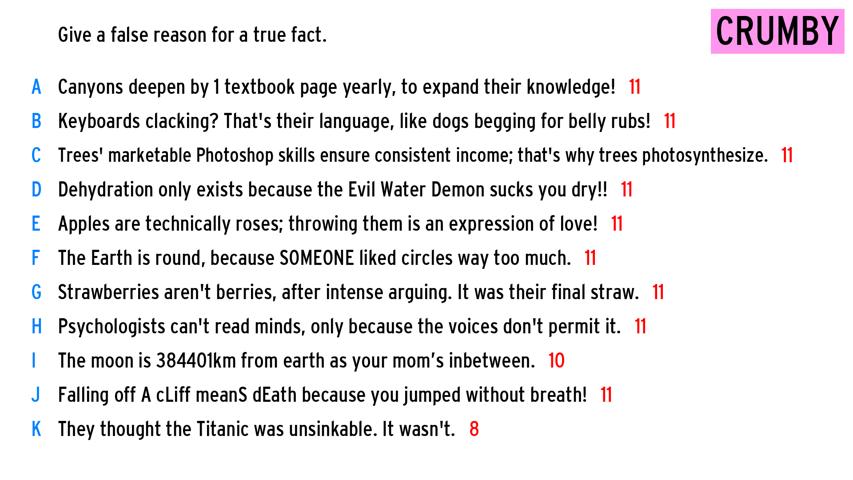 Give a false reason for a true fact.
CRUMBY
A Canyons deepen by 1 textbook page yearly, to expand their knowledge! 11
B Keyboards clacking? That's their language, like dogs begging for belly rubs! 11
C Trees' marketable Photoshop skills ensure consistent income; that's why trees photosynthesize. 11
D Dehydration only exists because the Evil Water Demon sucks you dry!! 11
E Apples are technically roses; throwing them is an expression of love! 11
F The Earth is round, because SOMEONE liked circles way too much. 11
G Strawberries aren't berries, after intense arguing. It was their final straw. 11
H Psychologists can't read minds, only because the voices don't permit it. 11
I The moon is 384401km from earth as your mom’s inbetween. 10
J Falling off A cLiff meanS dEath because you jumped without breath! 11
K They thought the Titanic was unsinkable. It wasn't. 8